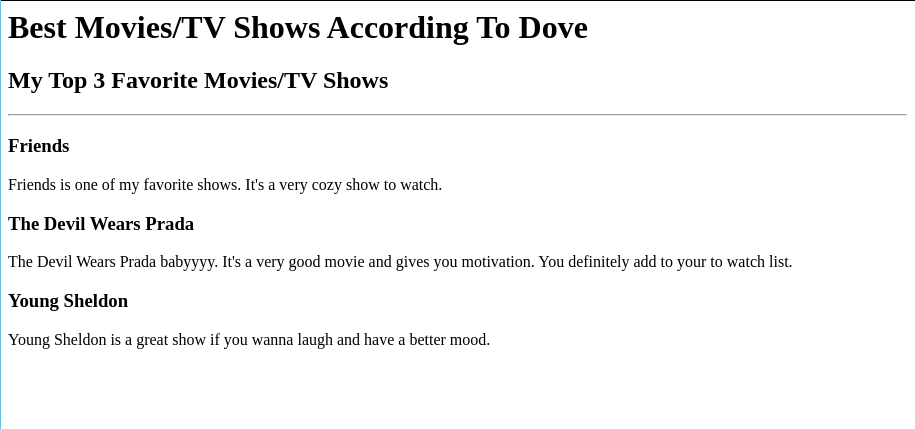 Best Movies/TV Shows According To Dove
My Top 3 Favorite Movies/TV Shows
Friends
Friends is one of my favorite shows. It's a very cozy show to watch.
The Devil Wears Prada
The Devil Wears Prada babyyyy. It's a very good movie and gives you motivation. You definitely add to your to watch list.
Young Sheldon
Young Sheldon is a great show if you wanna laugh and have a better mood.